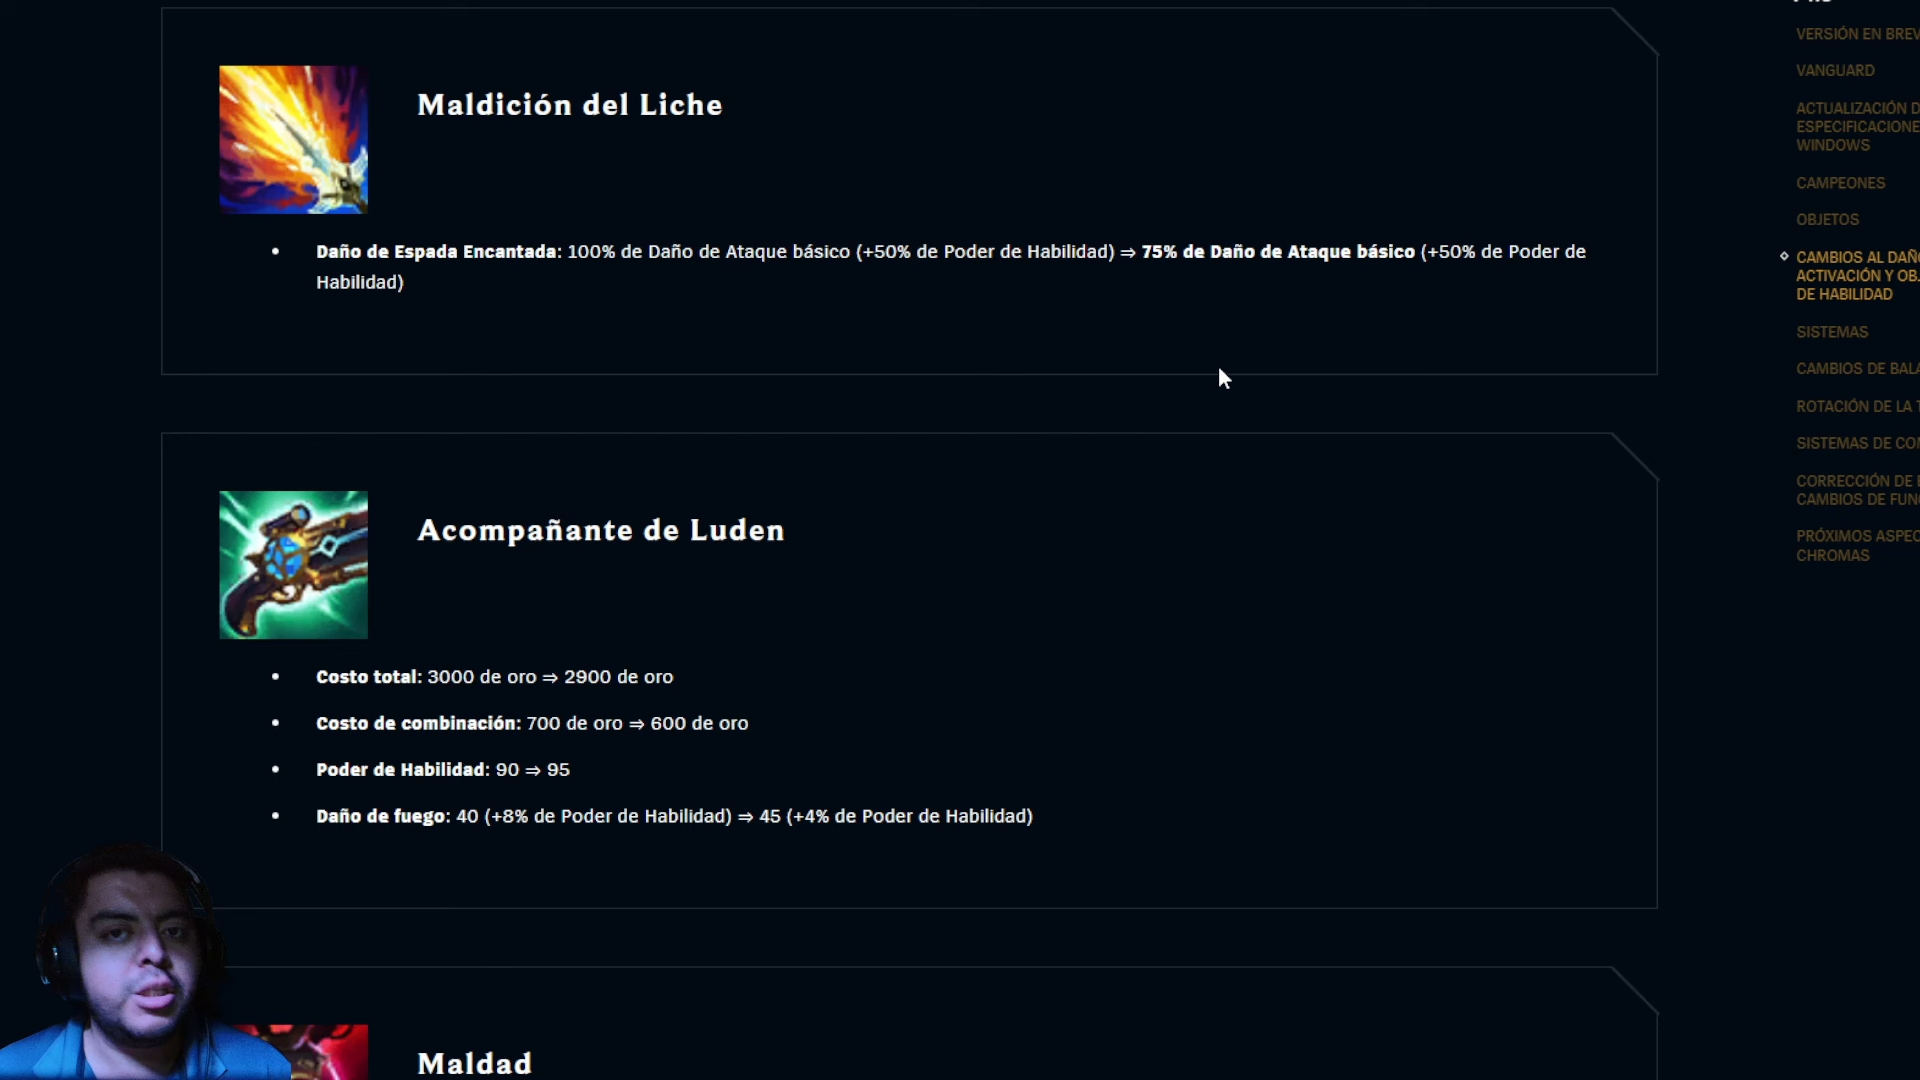 Maldición del Liche
• Daño de Espada Encantada: 100% de Daño de Ataque básico (+50% de Poder de Habilidad) ⇒ 75% de Daño de Ataque básico (+50% de Poder de
Habilidad)
Acompañante de Luden
• Costo total: 3000 de oro ⇒ 2900 de oro
• Costo de combinación: 700 de oro ⇒ 600 de oro
• Poder de Habilidad: 90 ⇒ 95
• Daño de fuego: 40 (+8% de Poder de Habilidad) ⇒ 45 (+4% de Poder de Habilidad)
Maldad
VERSIÓN EN BREV
VANGUARD
ACTUALIZACIÓN D
ESPECIFICACIONE
WINDOWS
CAMPEONES
OBJETOS
CAMBIOS AL DAÑO
ACTIVACIÓN Y OBJ
DE HABILIDAD
SISTEMAS
CAMBIOS DE BALA
ROTACIÓN DE LA T
SISTEMAS DE COM
CORRECCIÓN DE E
CAMBIOS DE FUNC
PRÓXIMOS ASPEC
CHROMAS